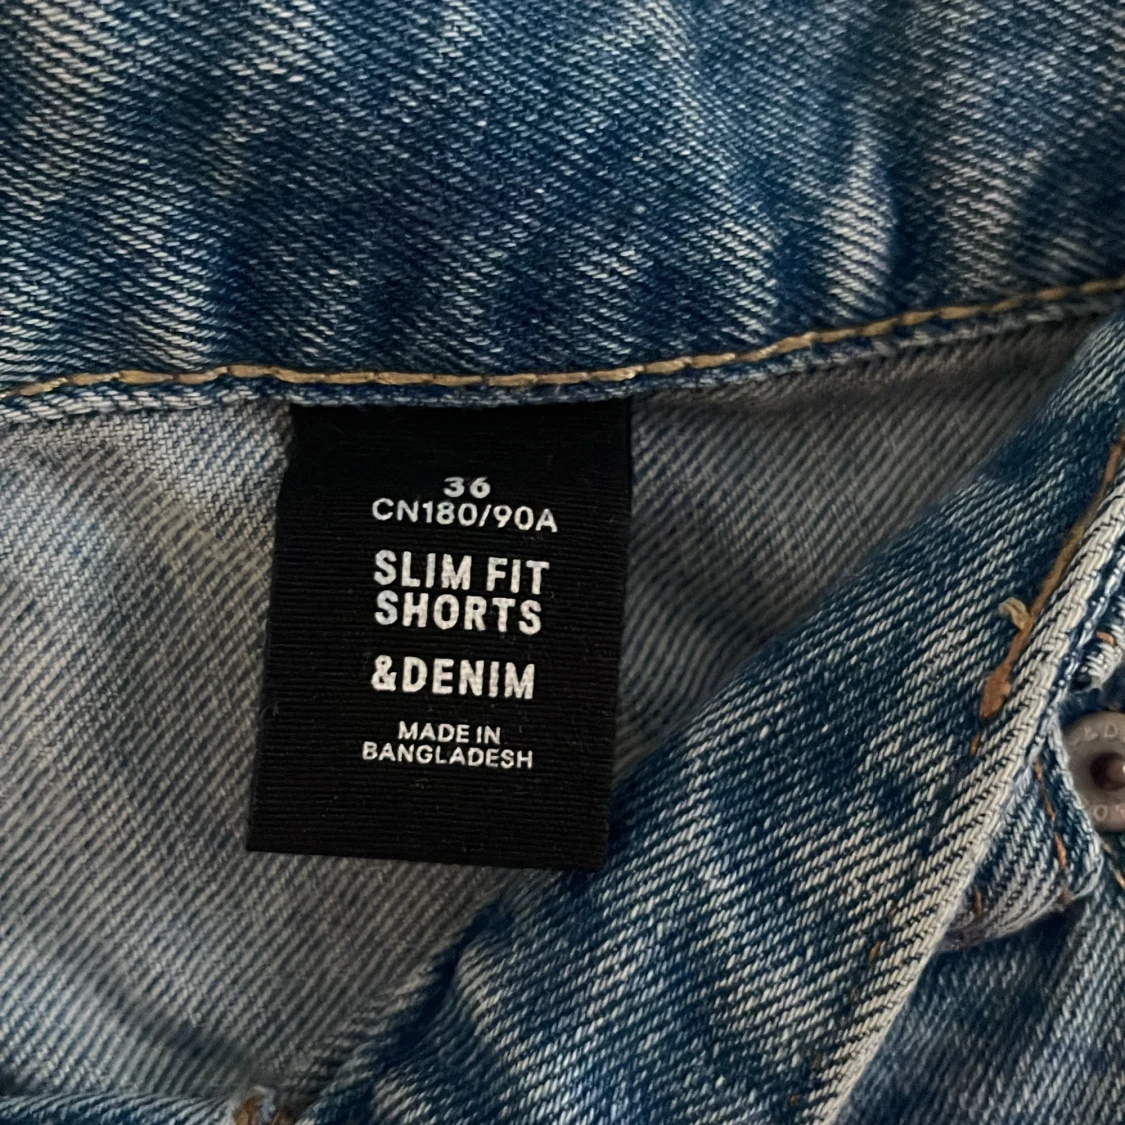 36
CN180/90A
SLIM FIT
SHORTS
&DENIM
MADE IN
BANGLADESH